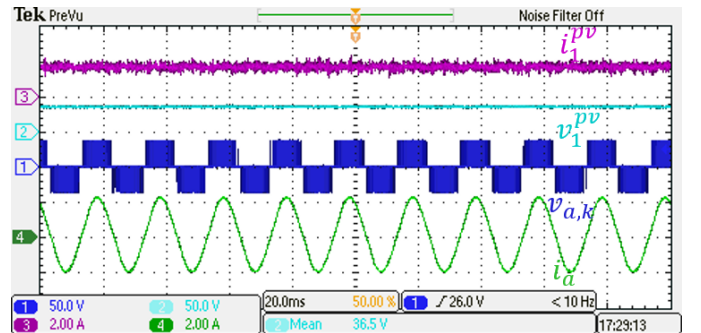 Tek PreVu Noise Filter Off
i₁ᵖᵛ
3
2
v₁ᵖᵛ
1
v_{a,k}
4
i_a
1 50.0 V 2 50.0 V 20.0ms 50.00 % 1 ∫26.0 V <10 Hz
3 2.00 A 4 2.00 A 2 Mean 36.5 V 17:29:13